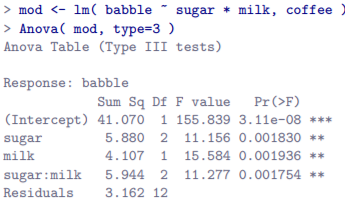 > mod <- lm( babble ~ sugar * milk, coffee )
> Anova( mod, type=3 )
Anova Table (Type III tests)

Response: babble
            Sum Sq Df F value   Pr(>F)
(Intercept) 41.070  1 155.839 3.11e-08 ***
sugar        5.880  2  11.156 0.001830 **
milk         4.107  1  15.584 0.001936 **
sugar:milk   5.944  2  11.277 0.001754 **
Residuals    3.162 12